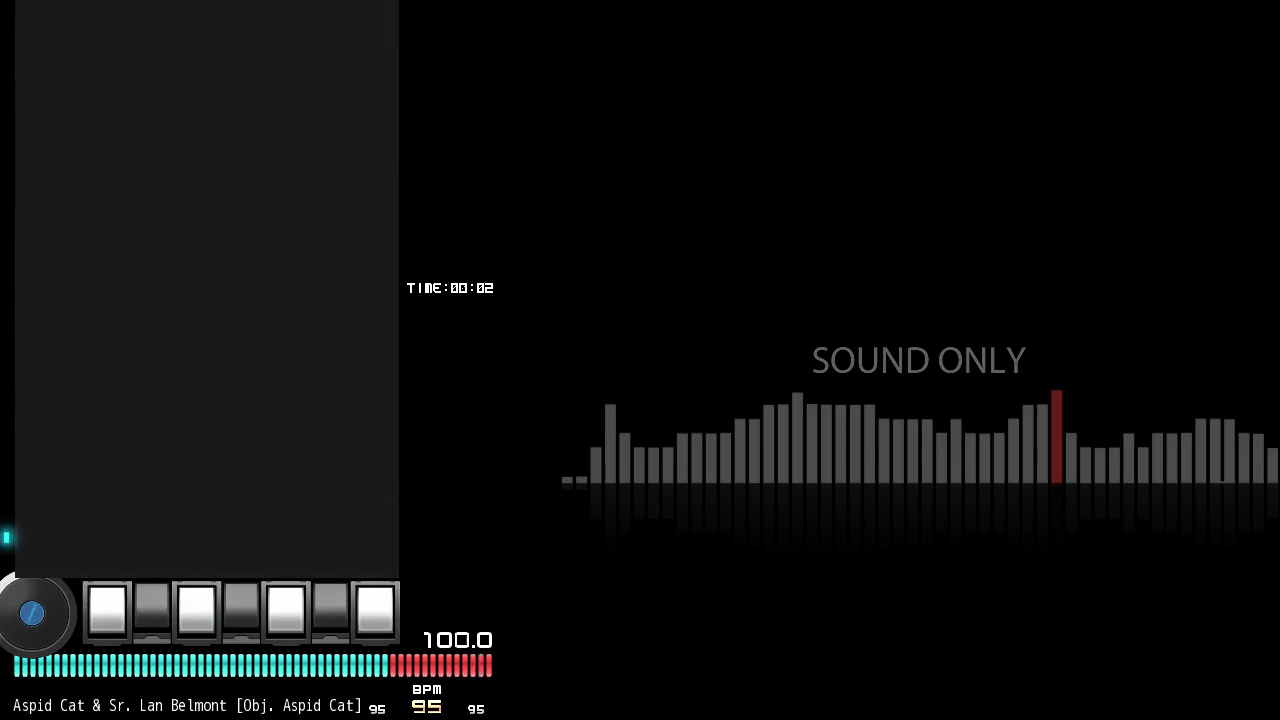 TIME:00:02
SOUND ONLY
100.0
BPM
Aspid Cat & Sr. Lan Belmont [Obj. Aspid Cat] 95 95 95